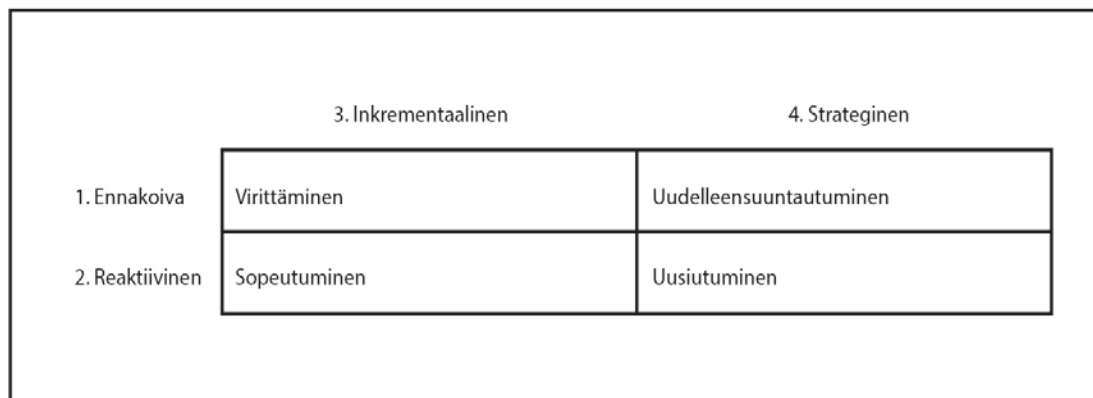 3. Inkrementaalinen 4. Strateginen
1. Ennakoiva Virittäminen Uudelleensuuntautuminen
2. Reaktiivinen Sopeutuminen Uusiutuminen